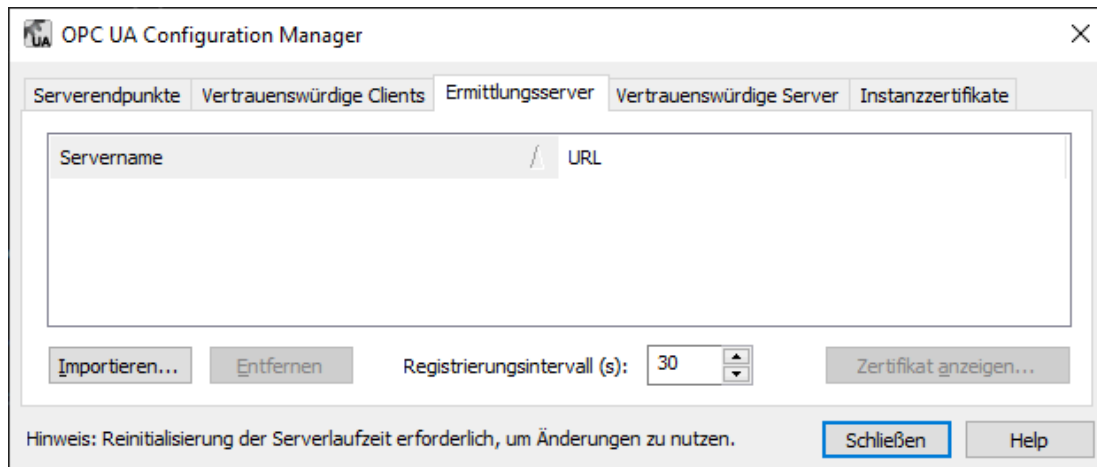 UA OPC UA Configuration Manager
Serverendpunkte Vertrauenswürdige Clients Ermittlungsserver Vertrauenswürdige Server Instanzzertifikate
Servername URL
Importieren... Entfernen Registrierungsintervall (s): 30 Zertifikat anzeigen...
Hinweis: Reinitialisierung der Serverlaufzeit erforderlich, um Änderungen zu nutzen. Schließen Help